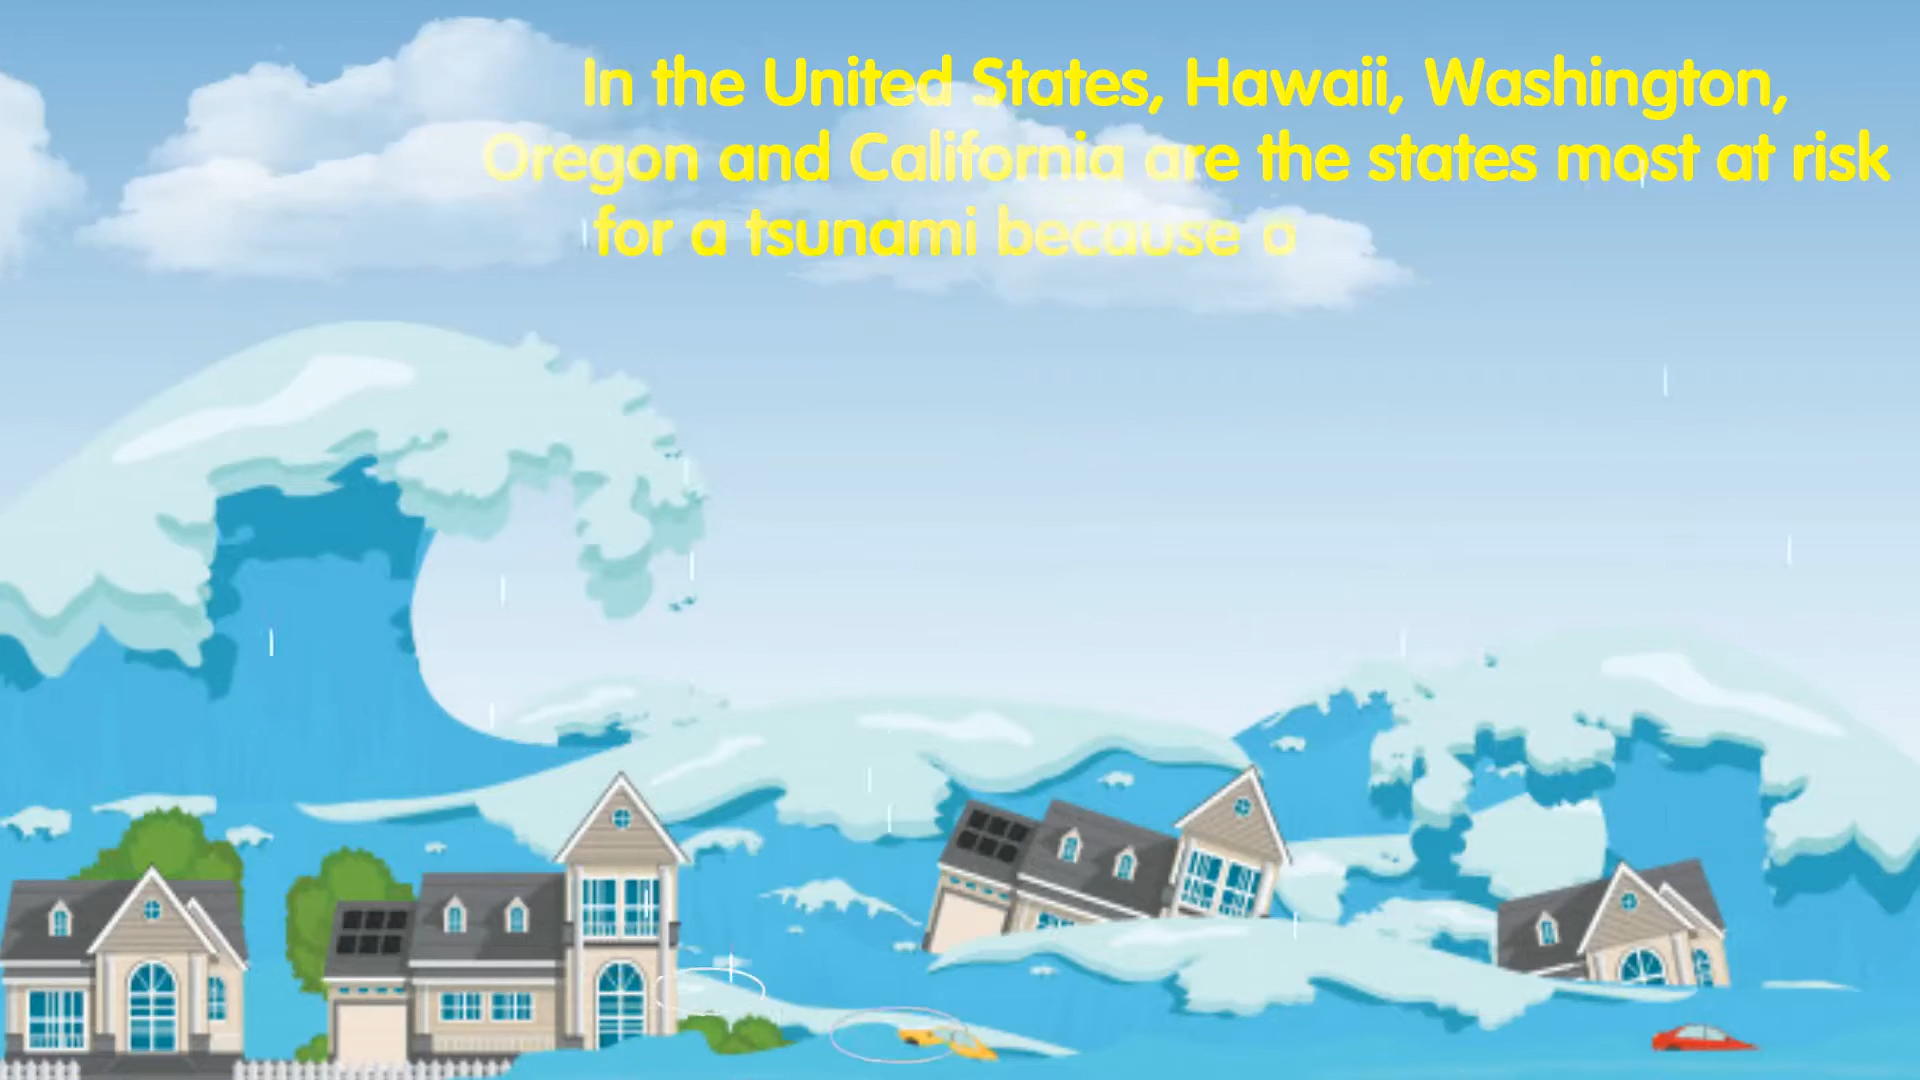 In the United States, Hawaii, Washington,
Oregon and California are the states most at risk
for a tsunami because a